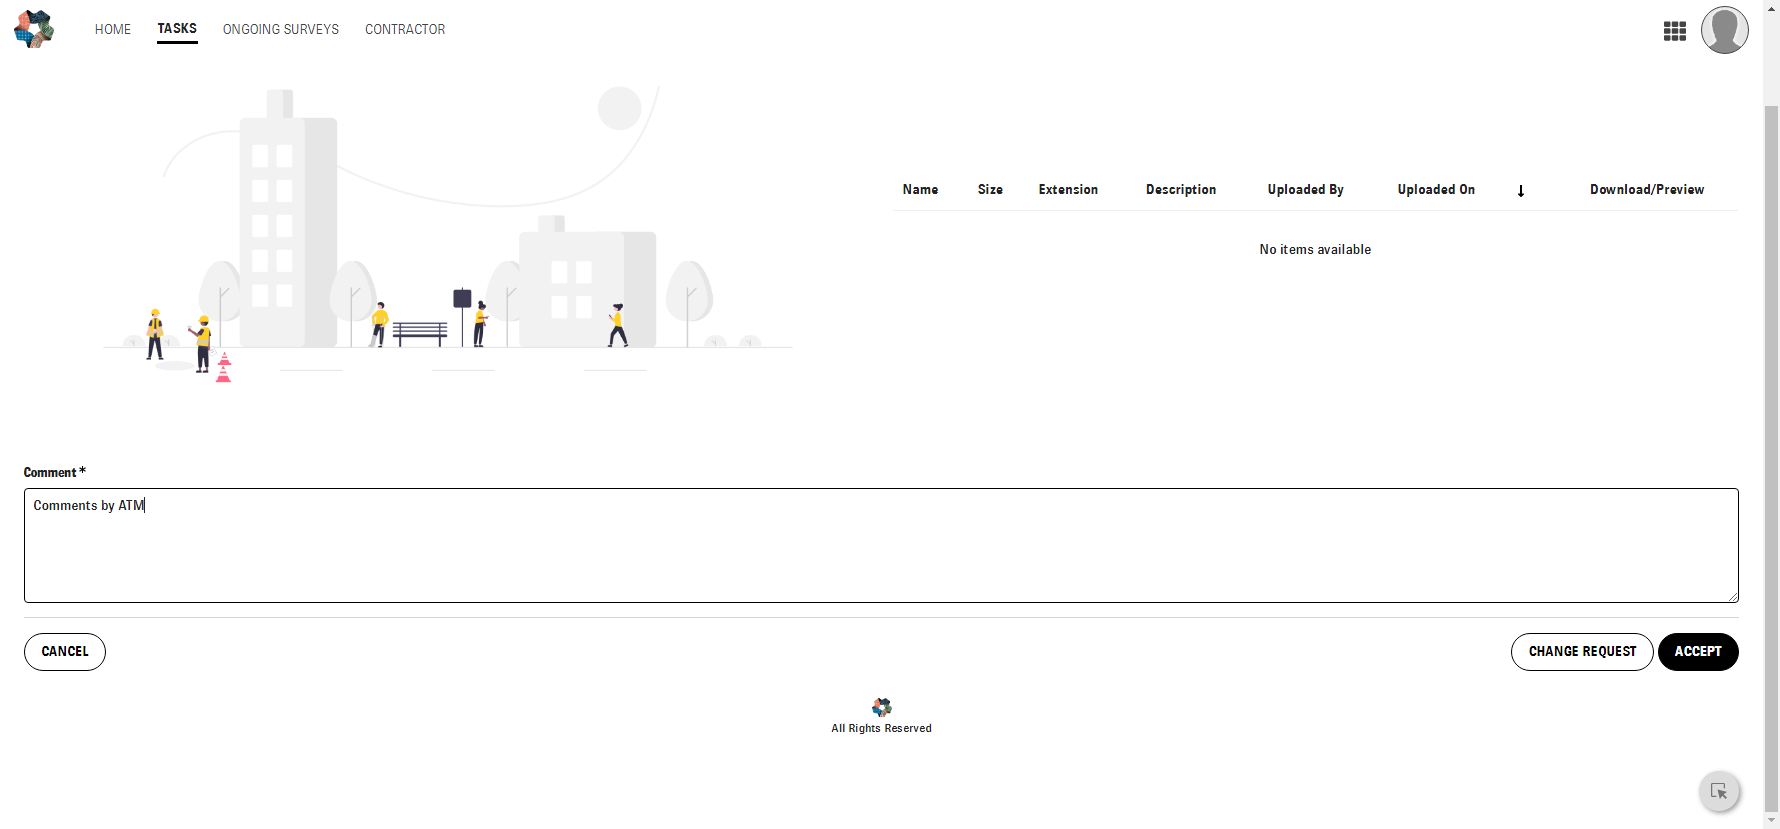 HOME TASKS ONGOING SURVEYS CONTRACTOR
Name Size Extension Description Uploaded By Uploaded On Download/Preview
No items available
Comment *
Comments by ATM
CANCEL CHANGE REQUEST ACCEPT
All Rights Reserved